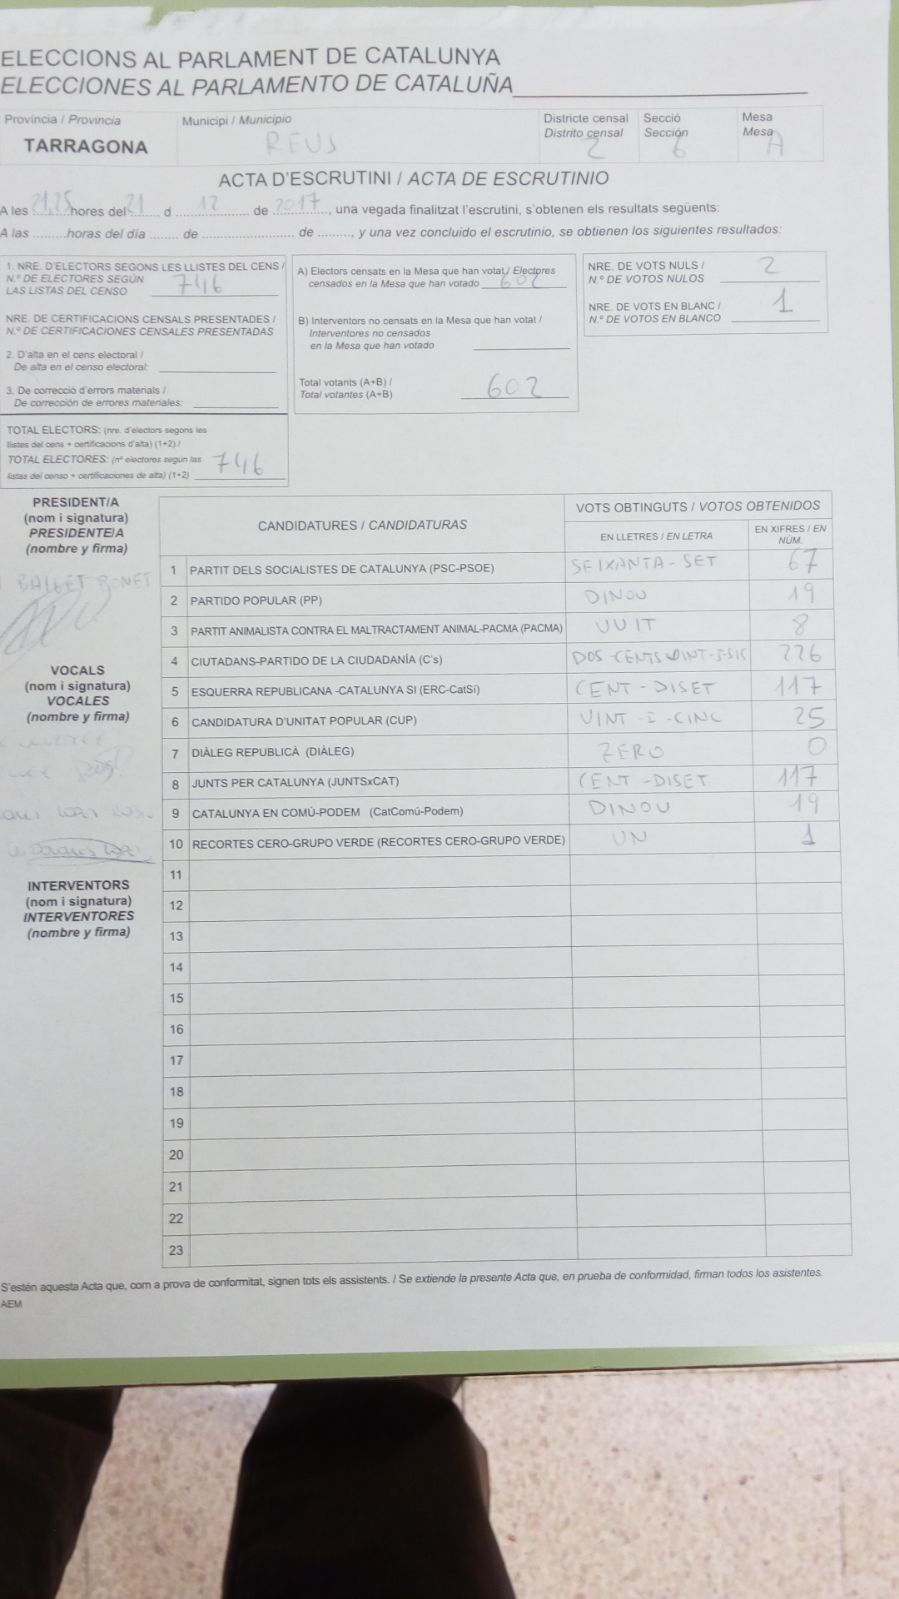 ELECCIONS AL PARLAMENT DE CATALUNYA
ELECCIONES AL PARLAMENTO DE CATALUÑA
Província / Provincia
TARRAGONA
Municipi / Municipio
REUS
Districte censal
Distrito censal
2
Secció
Sección
6
Mesa
Mesa
A
ACTA D'ESCRUTINI / ACTA DE ESCRUTINIO
A les 21,25 hores del 21 d 12 de 2017, una vegada finalitzat l'escrutini, s'obtenen els resultats següents:
A las ......... horas del día ....... de ....................... de ........, y una vez concluido el escrutinio, se obtienen los siguientes resultados:
1. NRE. D'ELECTORS SEGONS LES LLISTES DEL CENS /
N.º DE ELECTORES SEGÚN
LAS LISTAS DEL CENSO 746
NRE. DE CERTIFICACIONS CENSALS PRESENTADES /
N.º DE CERTIFICACIONES CENSALES PRESENTADAS
2. D'alta en el cens electoral /
De alta en el censo electoral:
3. De correcció d'errors materials /
De corrección de errores materiales:
TOTAL ELECTORS: (nre. d'electors segons les
llistes del cens + certificacions d'alta) (1+2) /
TOTAL ELECTORES: (nº electores según las
listas del censo + certificaciones de alta) (1+2) 746
A) Electors censats en la Mesa que han votat / Electores
censados en la Mesa que han votado 602
B) Interventors no censats en la Mesa que han votat /
Interventores no censados
en la Mesa que han votado
Total votants (A+B) /
Total votantes (A+B) 602
NRE. DE VOTS NULS /
N.º DE VOTOS NULOS 2
NRE. DE VOTS EN BLANC /
N.º DE VOTOS EN BLANCO 1
PRESIDENT/A
(nom i signatura)
PRESIDENTE/A
(nombre y firma)
BALLET BONET
VOCALS
(nom i signatura)
VOCALES
(nombre y firma)
INTERVENTORS
(nom i signatura)
INTERVENTORES
(nombre y firma)
CANDIDATURES / CANDIDATURAS
VOTS OBTINGUTS / VOTOS OBTENIDOS
EN LLETRES / EN LETRA
EN XIFRES / EN NÚM.
1 PARTIT DELS SOCIALISTES DE CATALUNYA (PSC-PSOE) SEIXANTA-SET 67
2 PARTIDO POPULAR (PP) DINOU 19
3 PARTIT ANIMALISTA CONTRA EL MALTRACTAMENT ANIMAL-PACMA (PACMA) VUIT 8
4 CIUTADANS-PARTIDO DE LA CIUDADANÍA (C's) DOS-CENTS VINT-I-SIS 226
5 ESQUERRA REPUBLICANA -CATALUNYA SI (ERC-CatSí) CENT-DISET 117
6 CANDIDATURA D'UNITAT POPULAR (CUP) VINT-I-CINC 25
7 DIÀLEG REPUBLICÀ (DIÀLEG) ZERO 0
8 JUNTS PER CATALUNYA (JUNTSxCAT) CENT-DISET 117
9 CATALUNYA EN COMÚ-PODEM (CatComú-Podem) DINOU 19
10 RECORTES CERO-GRUPO VERDE (RECORTES CERO-GRUPO VERDE) UN 1
11
12
13
14
15
16
17
18
19
20
21
22
23
S'estén aquesta Acta que, com a prova de conformitat, signen tots els assistents. / Se extiende la presente Acta que, en prueba de conformidad, firman todos los asistentes.
AEM